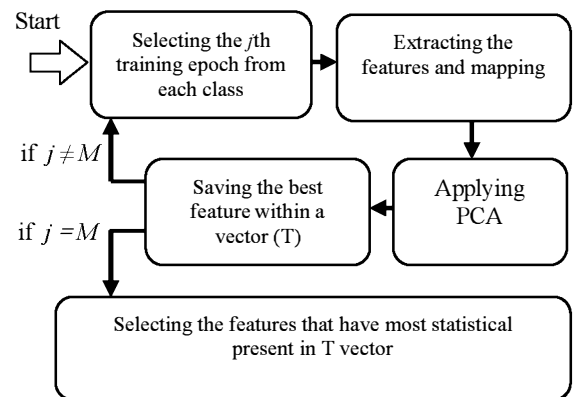 Start
Selecting the jth
training epoch from
each class
Extracting the
features and mapping
Applying
PCA
Saving the best
feature within a
vector (T)
if j ≠ M
if j = M
Selecting the features that have most statistical
present in T vector